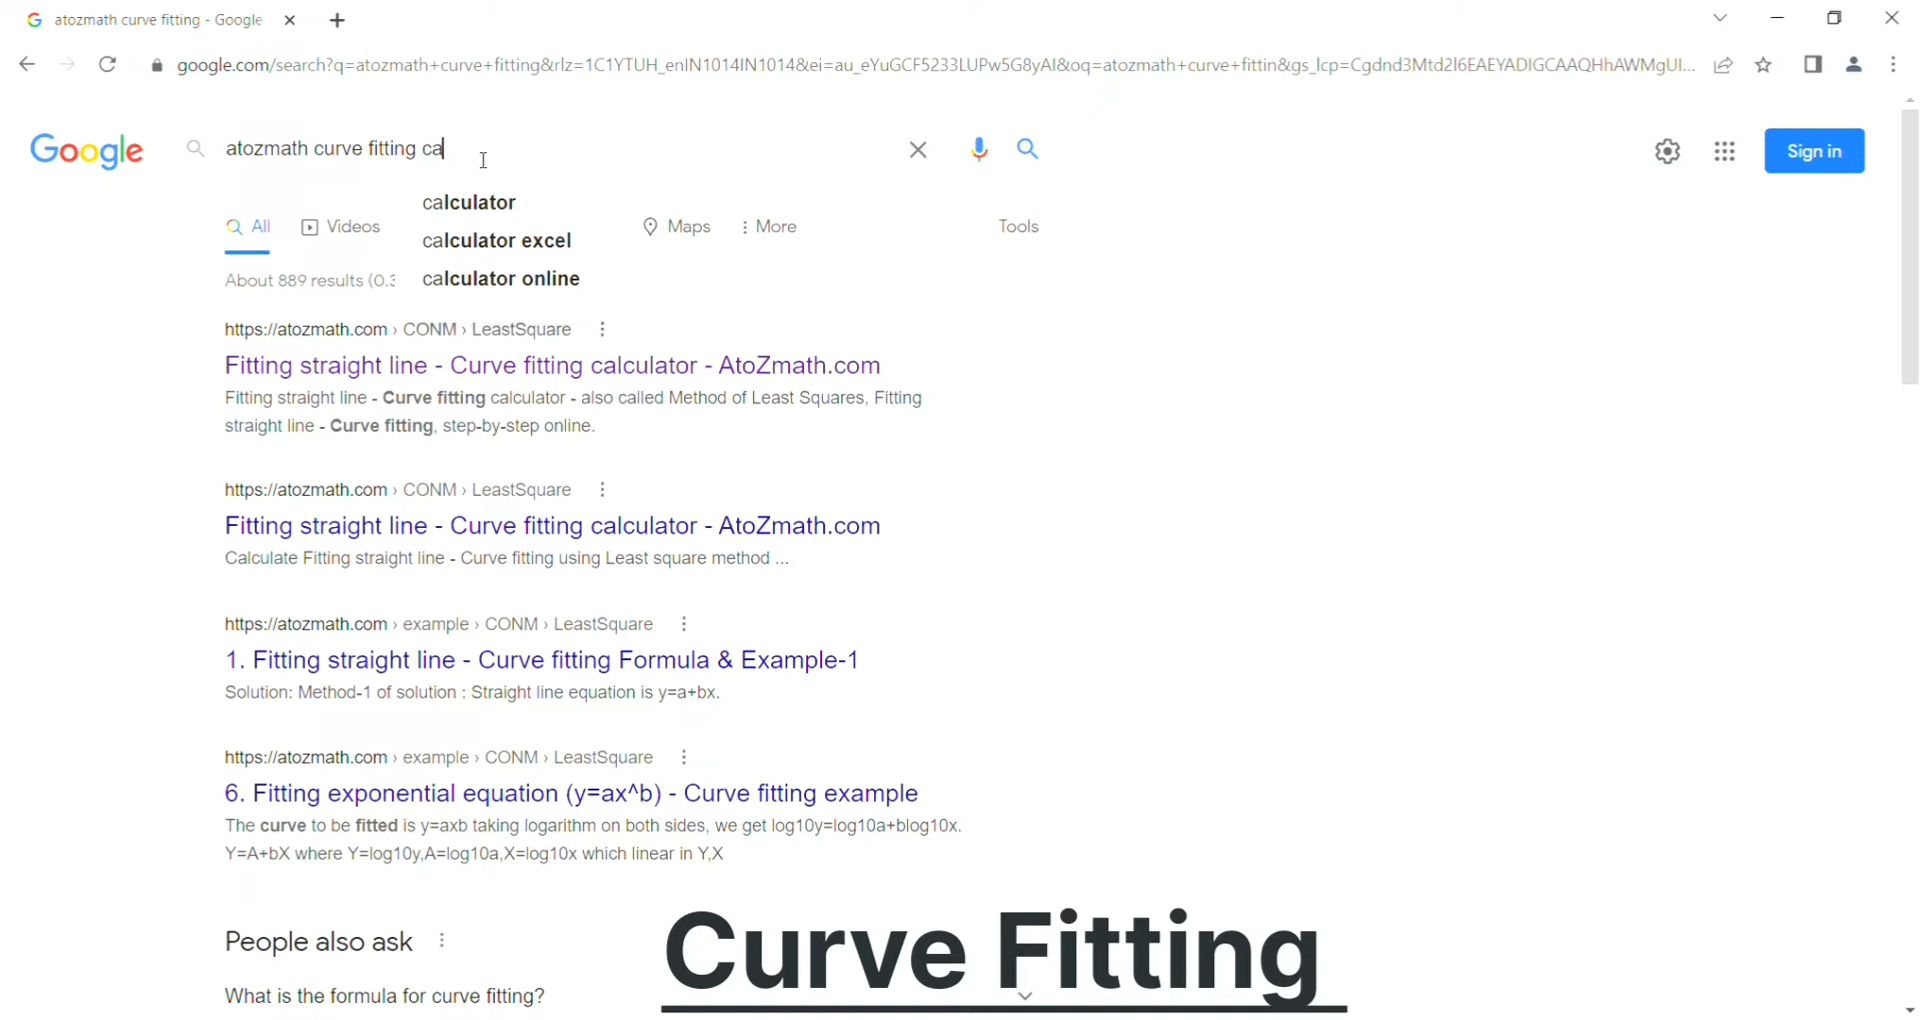 atozmath curve fitting - Google
google.com/search?q=atozmath+curve+fitting&rlz=1C1YTUH_enIN1014IN1014&ei=au_eYuGCF5233LUPw5G8yAI&oq=atozmath+curve+fittin&gs_lcp=Cgdnd3Mtd2l6EAEYADIGCAAQHhAWMgUI...
Google
atozmath curve fitting ca
Sign in
calculator
All
Videos
Maps
More
Tools
calculator excel
About 889 results (0.3
calculator online
https://atozmath.com › CONM › LeastSquare
Fitting straight line - Curve fitting calculator - AtoZmath.com
Fitting straight line - Curve fitting calculator - also called Method of Least Squares, Fitting
straight line - Curve fitting, step-by-step online.
https://atozmath.com › CONM › LeastSquare
Fitting straight line - Curve fitting calculator - AtoZmath.com
Calculate Fitting straight line - Curve fitting using Least square method ...
https://atozmath.com › example › CONM › LeastSquare
1. Fitting straight line - Curve fitting Formula & Example-1
Solution: Method-1 of solution : Straight line equation is y=a+bx.
https://atozmath.com › example › CONM › LeastSquare
6. Fitting exponential equation (y=ax^b) - Curve fitting example
The curve to be fitted is y=axb taking logarithm on both sides, we get log10y=log10a+blog10x.
Y=A+bX where Y=log10y,A=log10a,X=log10x which linear in Y,X
People also ask
What is the formula for curve fitting?
Curve Fitting